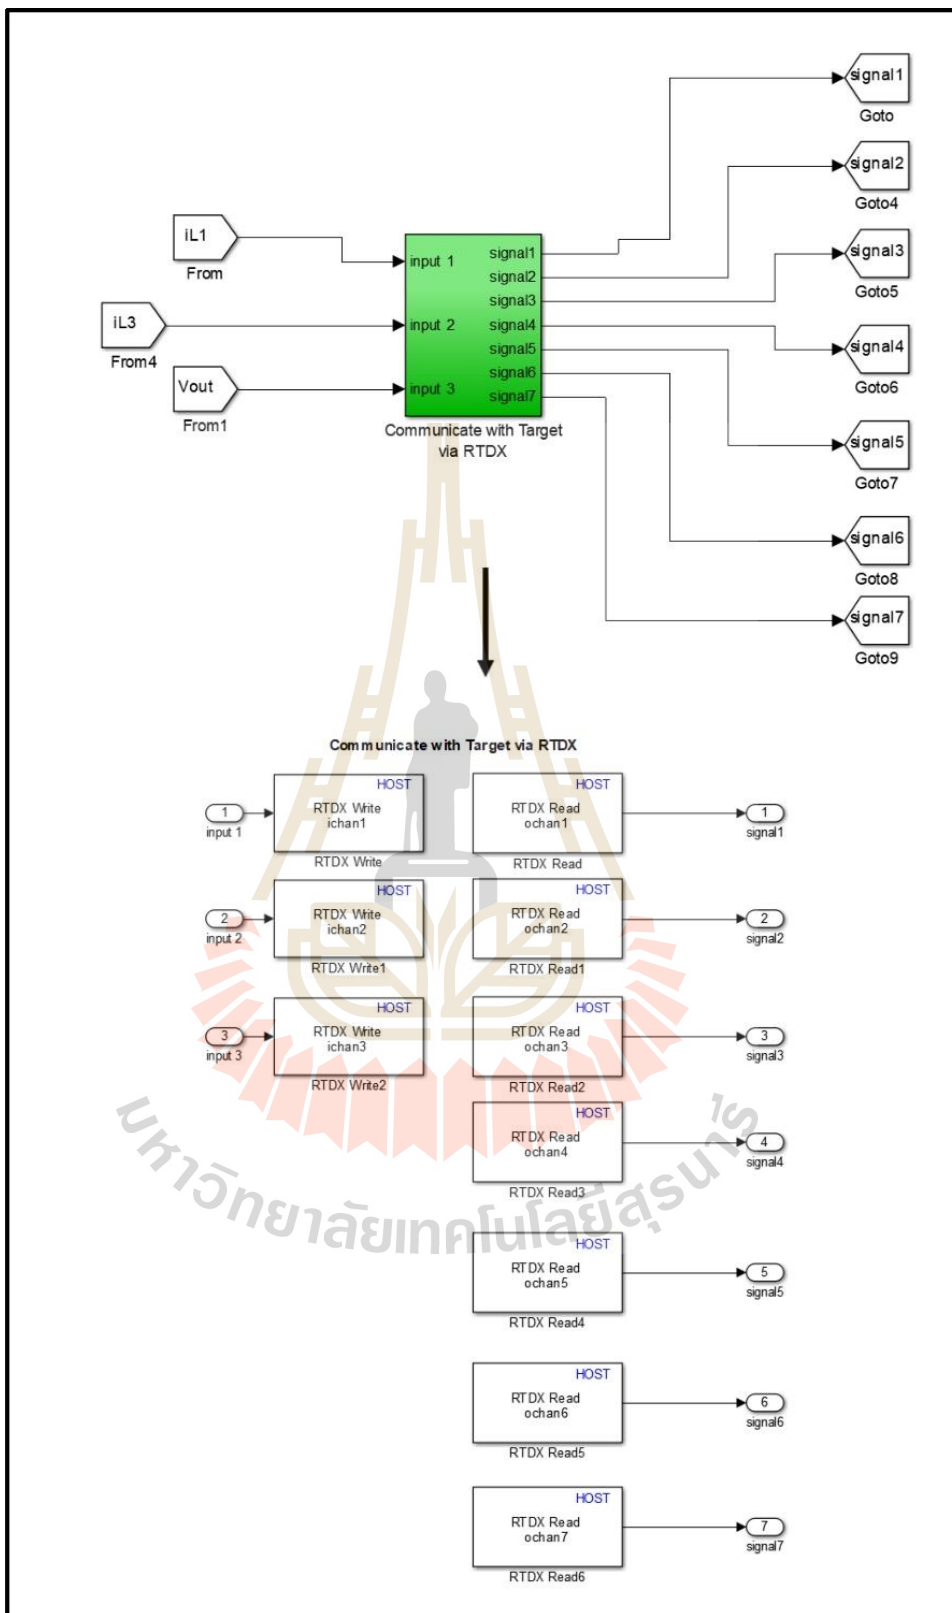 signal1
Goto
signal2
Goto4
iL1
From
signal3
Goto5
input 1
signal1
signal2
signal3
iL3
From4
input 2
signal4
signal4
Goto6
signal5
Vout
From1
input 3
signal6
signal7
Communicate with Target
via RTDX
signal5
Goto7
signal6
Goto8
signal7
Goto9
Communicate with Target via RTDX
1
input 1
HOST
RTDX Write
ichan1
RTDX Write
HOST
RTDX Read
ochan1
RTDX Read
1
signal1
2
input 2
HOST
RTDX Write
ichan2
RTDX Write1
HOST
RTDX Read
ochan2
RTDX Read1
2
signal2
3
input 3
HOST
RTDX Write
ichan3
RTDX Write2
HOST
RTDX Read
ochan3
RTDX Read2
3
signal3
HOST
RTDX Read
ochan4
RTDX Read3
4
signal4
มหาวิทยาลัยเทคโนโลยีสุรนารี
HOST
RTDX Read
ochan5
RTDX Read4
5
signal5
HOST
RTDX Read
ochan6
RTDX Read5
6
signal6
HOST
RTDX Read
ochan7
RTDX Read6
7
signal7